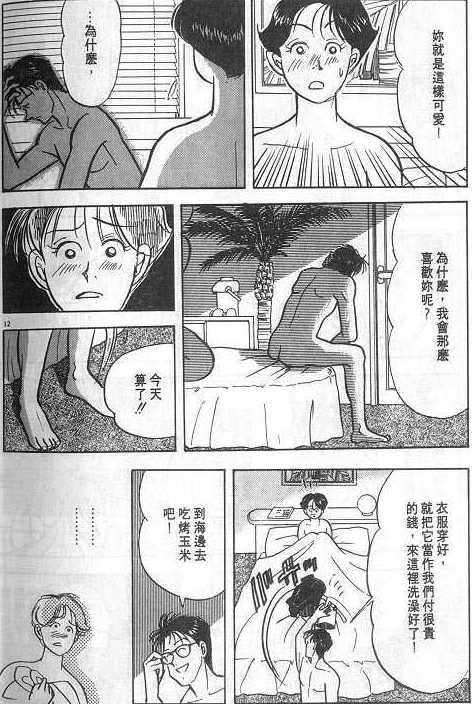 妳就是這樣可愛！
…為什麼，
為什麼，我會那麼
喜歡妳呢？
12
今天
算了！！
衣服穿好，
就把它當作我們付很貴
的錢，來這裡洗澡好了！
到海邊去
吃烤玉米
吧！
…………
…………